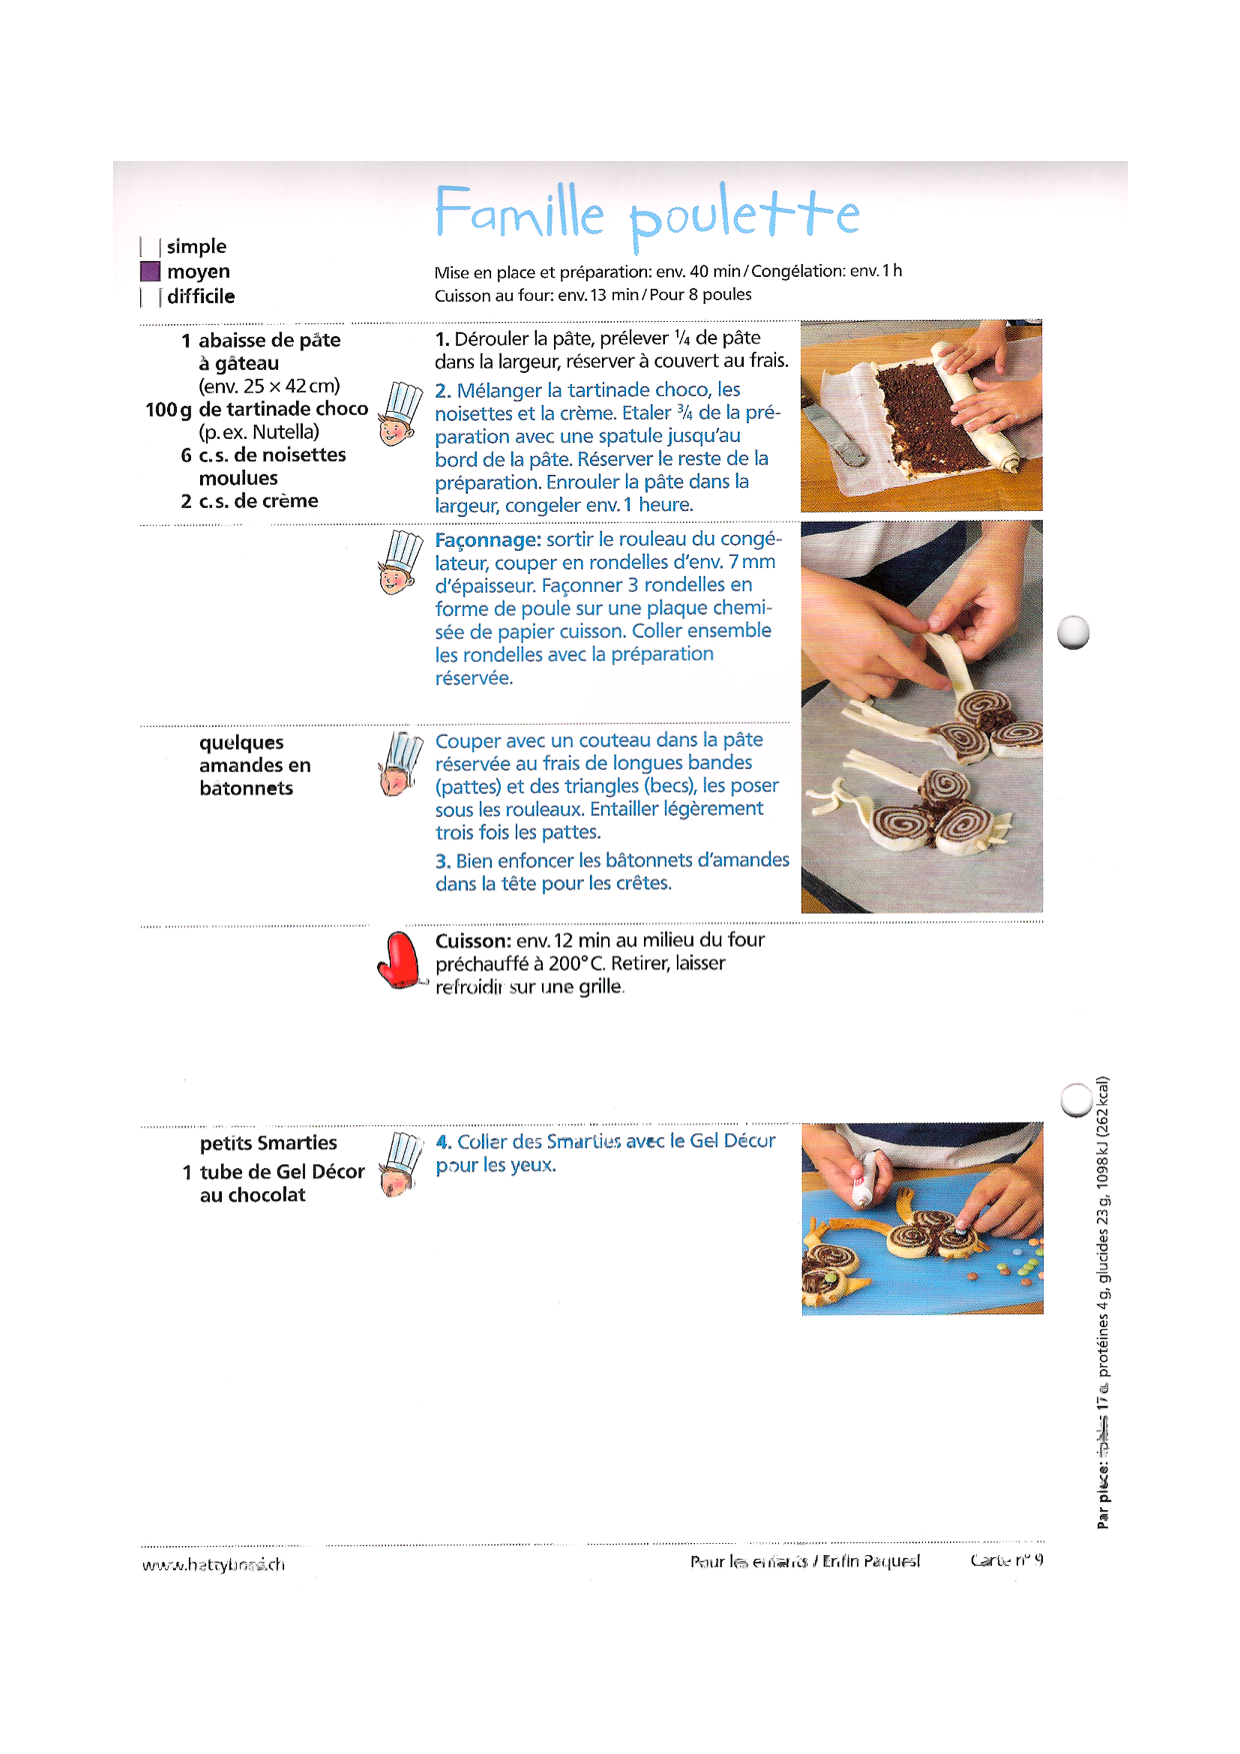 Famille poulette
simple
moyen
difficile
Mise en place et préparation: env. 40 min/Congélation: env. 1 h
Cuisson au four: env. 13 min/Pour 8 poules
1 abaisse de pâte
à gâteau
(env. 25 × 42 cm)
100 g de tartinade choco
(p. ex. Nutella)
6 c.s. de noisettes
moulues
2 c.s. de crème
1. Dérouler la pâte, prélever 1/4 de pâte
dans la largeur, réserver à couvert au frais.
2. Mélanger la tartinade choco, les
noisettes et la crème. Etaler 3/4 de la pré-
paration avec une spatule jusqu'au
bord de la pâte. Réserver le reste de la
préparation. Enrouler la pâte dans la
largeur, congeler env. 1 heure.
Façonnage: sortir le rouleau du congé-
lateur, couper en rondelles d'env. 7 mm
d'épaisseur. Façonner 3 rondelles en
forme de poule sur une plaque chemi-
sée de papier cuisson. Coller ensemble
les rondelles avec la préparation
réservée.
quelques
amandes en
bâtonnets
Couper avec un couteau dans la pâte
réservée au frais de longues bandes
(pattes) et des triangles (becs), les poser
sous les rouleaux. Entailler légèrement
trois fois les pattes.
3. Bien enfoncer les bâtonnets d'amandes
dans la tête pour les crêtes.
Cuisson: env. 12 min au milieu du four
préchauffé à 200° C. Retirer, laisser
refroidir sur une grille.
petits Smarties
1 tube de Gel Décor
au chocolat
4. Coller des Smarties avec le Gel Décor
pour les yeux.
Par pièce: 17 g, protéines 4 g, glucides 23 g, 1098 kJ (262 kcal)
Pour les enfants / Enfin Pâques!
Carte n° 9